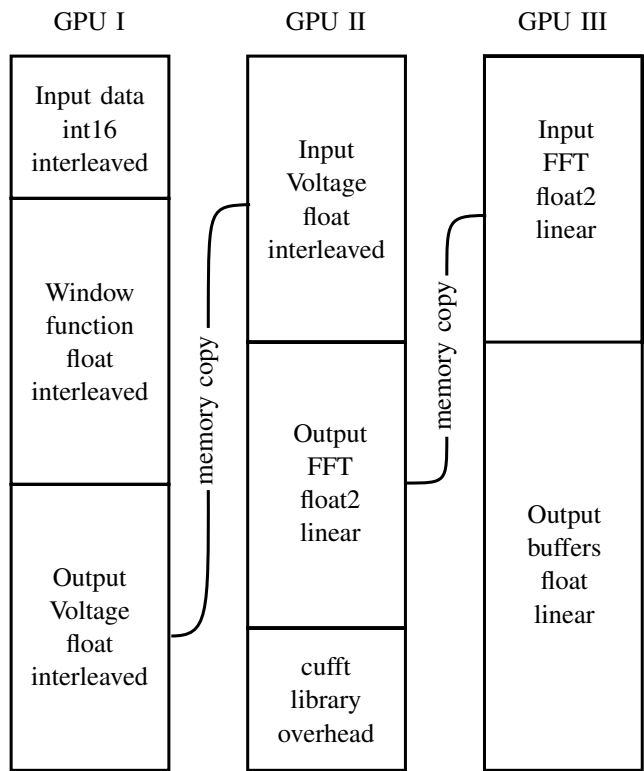 GPU I
Input data
int16
interleaved
Window
function
float
interleaved
Output
Voltage
float
interleaved
memory copy
GPU II
Input
Voltage
float
interleaved
Output
FFT
float2
linear
cufft
library
overhead
memory copy
GPU III
Input
FFT
float2
linear
Output
buffers
float
linear